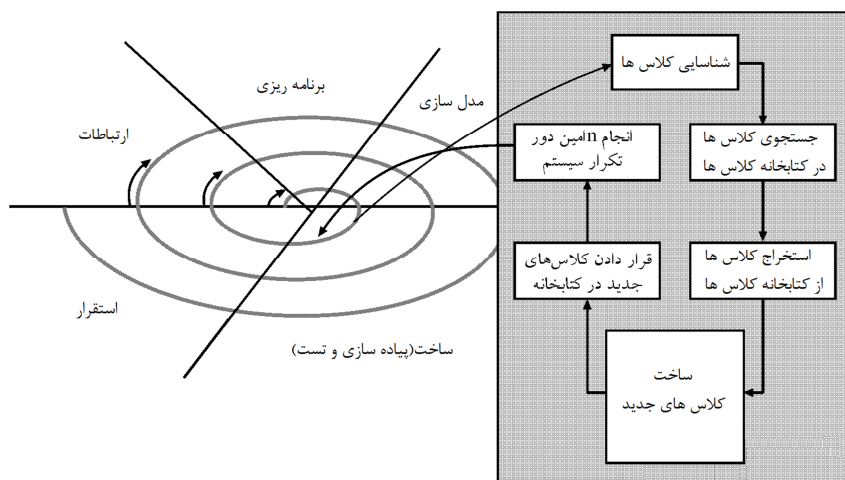 شناسایی کلاس ها
برنامه ریزی
مدل سازی
ارتباطات
جستجوی کلاس ها
در کتابخانه کلاس ها
انجام nامین دور
تکرار سیستم
استخراج کلاس ها
از کتابخانه کلاس ها
قرار دادن کلاس‌های
جدید در کتابخانه
استقرار
ساخت(پیاده سازی و تست)
ساخت
کلاس های جدید